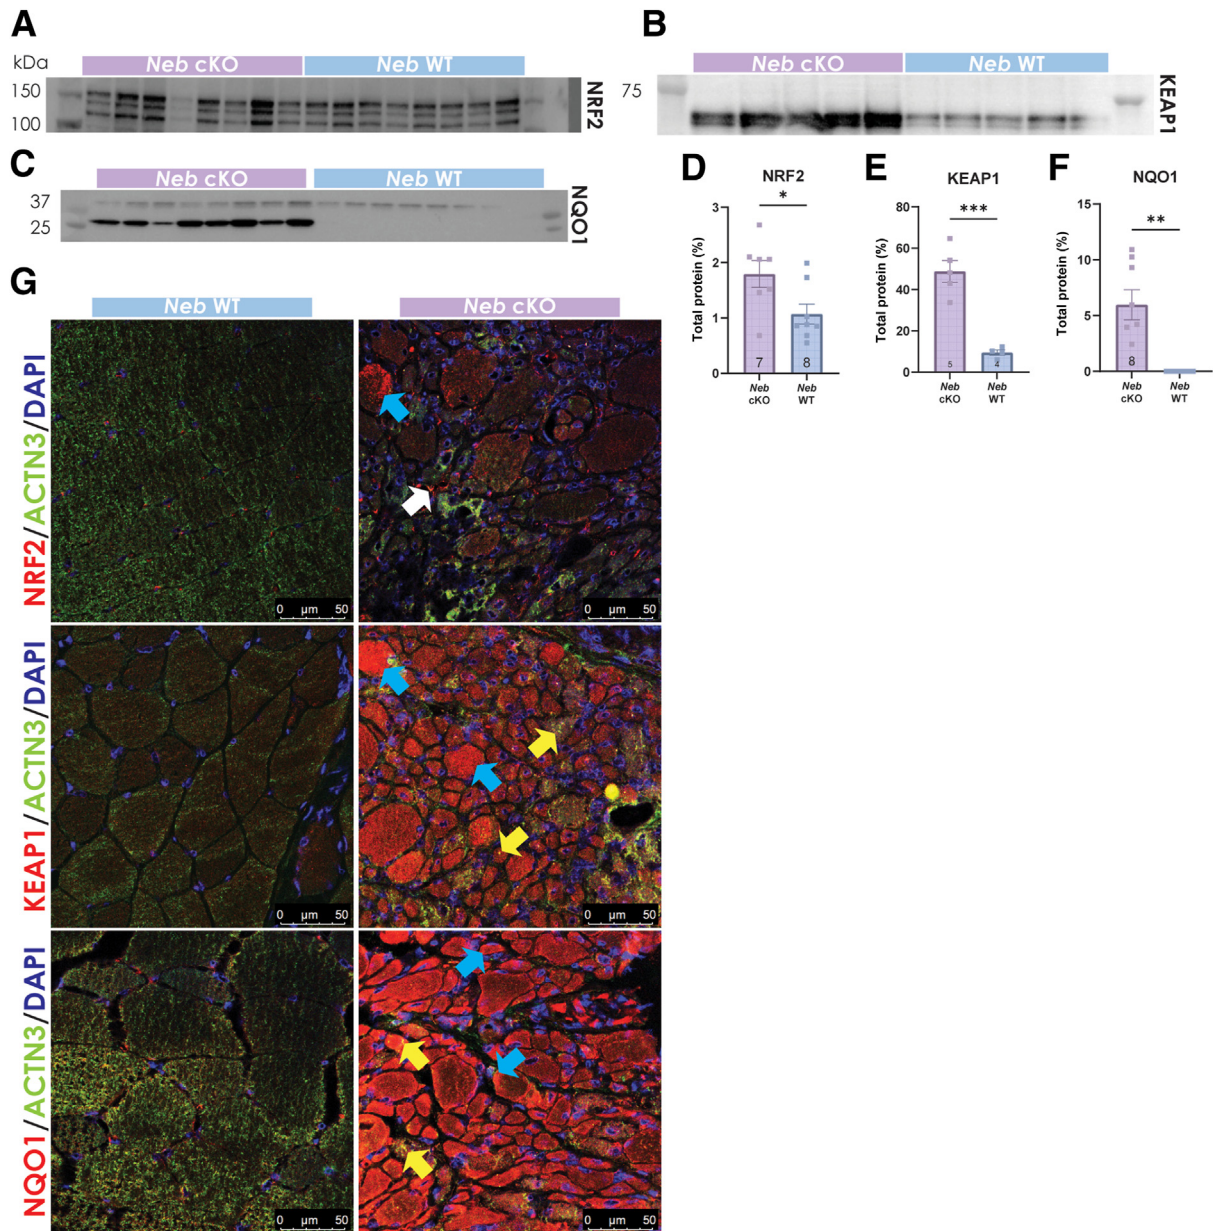 A
kDa
Neb cKO
Neb WT
150
100
NRF2
B
Neb cKO
Neb WT
75
KEAP1
C
Neb cKO
Neb WT
37
25
NQO1
D
NRF2
*
Total protein (%)
3
2
1
0
7
8
Neb
cKO
Neb
WT
E
KEAP1
***
Total protein (%)
80
60
40
20
0
5
4
Neb
cKO
Neb
WT
F
NQO1
**
Total protein (%)
15
10
5
0
8
Neb
cKO
Neb
WT
G
Neb WT
Neb cKO
NRF2/ACTN3/DAPI
0 µm 50
0 µm 50
KEAP1/ACTN3/DAPI
0 µm 50
0 µm 50
NQO1/ACTN3/DAPI
0 µm 50
0 µm 50